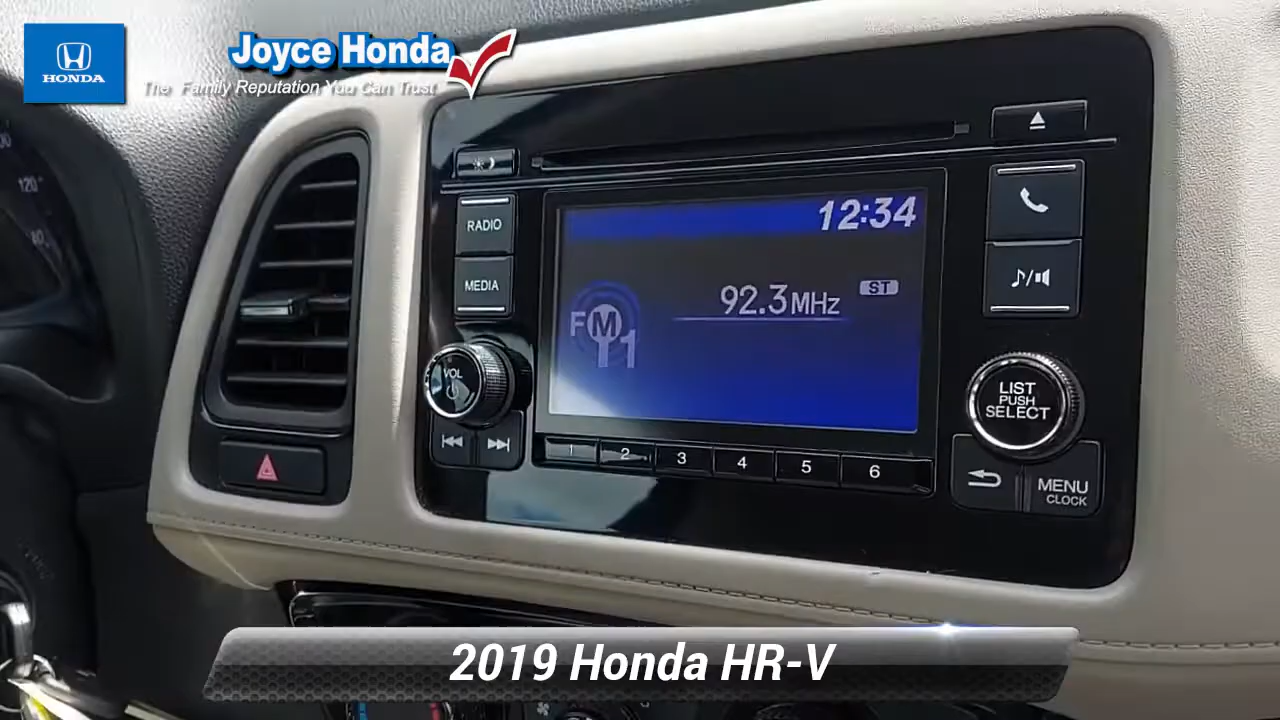 HONDA
Joyce Honda
The Family Reputation You Can Trust
120
12:34
RADIO
MEDIA
92.3MHz
ST
FM
1
VOL
LIST
PUSH
SELECT
1 2 3 4 5 6
MENU
CLOCK
2019 Honda HR-V